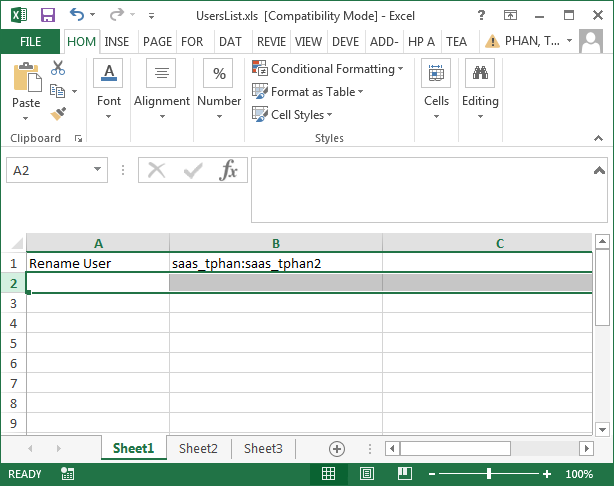 UsersList.xls [Compatibility Mode] - Excel
FILE HOM INSE PAGE FOR DAT REVIE VIEW DEVE ADD- HP A TEA PHAN, T...
Paste
Clipboard
Font
Alignment
%
Number
Conditional Formatting
Format as Table
Cell Styles
Styles
Cells
Editing
A2
fx
A B C
1 Rename User saas_tphan:saas_tphan2
2
3
4
5
6
7
8
9
Sheet1 Sheet2 Sheet3
READY 100%